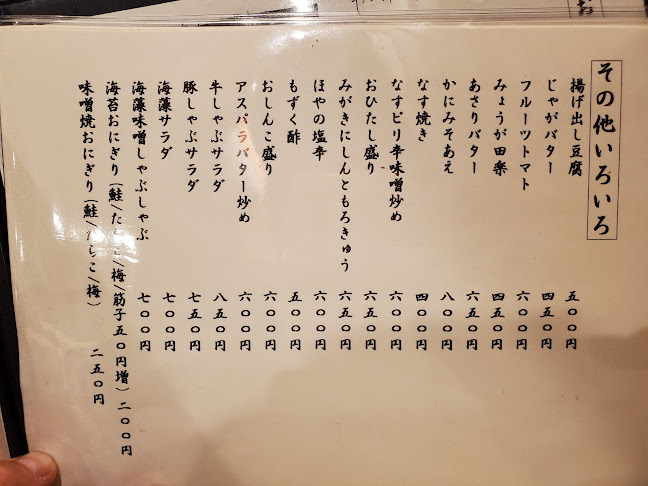 その他いろいろ
揚げ出し豆腐 五〇〇円
じゃがバター 四五〇円
フルーツトマト 六〇〇円
みょうが田楽 四五〇円
あさりバター 六五〇円
かにみそあえ 八〇〇円
なす焼き 四〇〇円
なすピリ辛味噌炒め 六〇〇円
おひたし盛り 六五〇円
みがきにしんともろきゅう 六五〇円
ほやの塩辛 六〇〇円
もずく酢 五〇〇円
おしんこ盛り 六〇〇円
アスパラバター炒め 六〇〇円
牛しゃぶサラダ 八五〇円
豚しゃぶサラダ 七五〇円
海藻サラダ 七〇〇円
海藻味噌しゃぶしゃぶ 七〇〇円
海苔おにぎり(鮭/たらこ/梅/筋子五〇円増) 二〇〇円
味噌焼おにぎり(鮭/たらこ/梅) 二五〇円